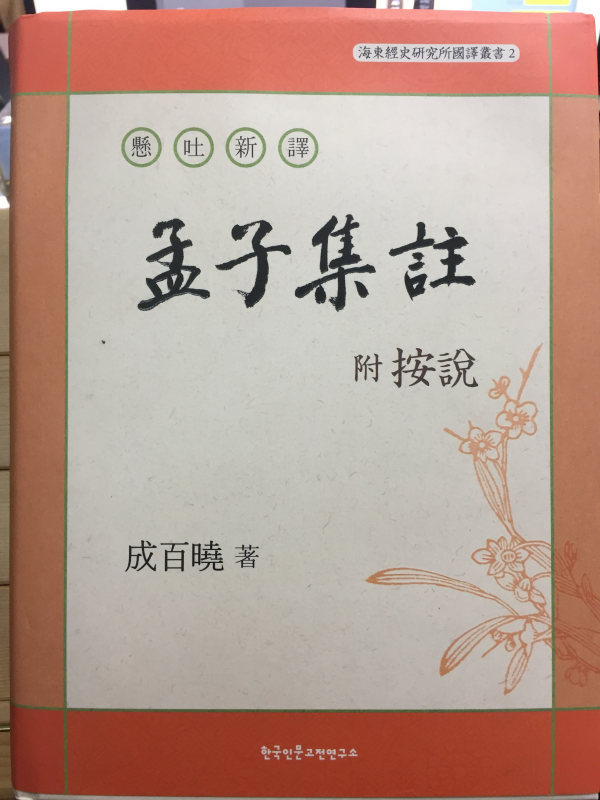 海東經史硏究所國譯叢書 2
懸吐新譯
孟子集註
附 按說
成百曉 著
한국인문고전연구소